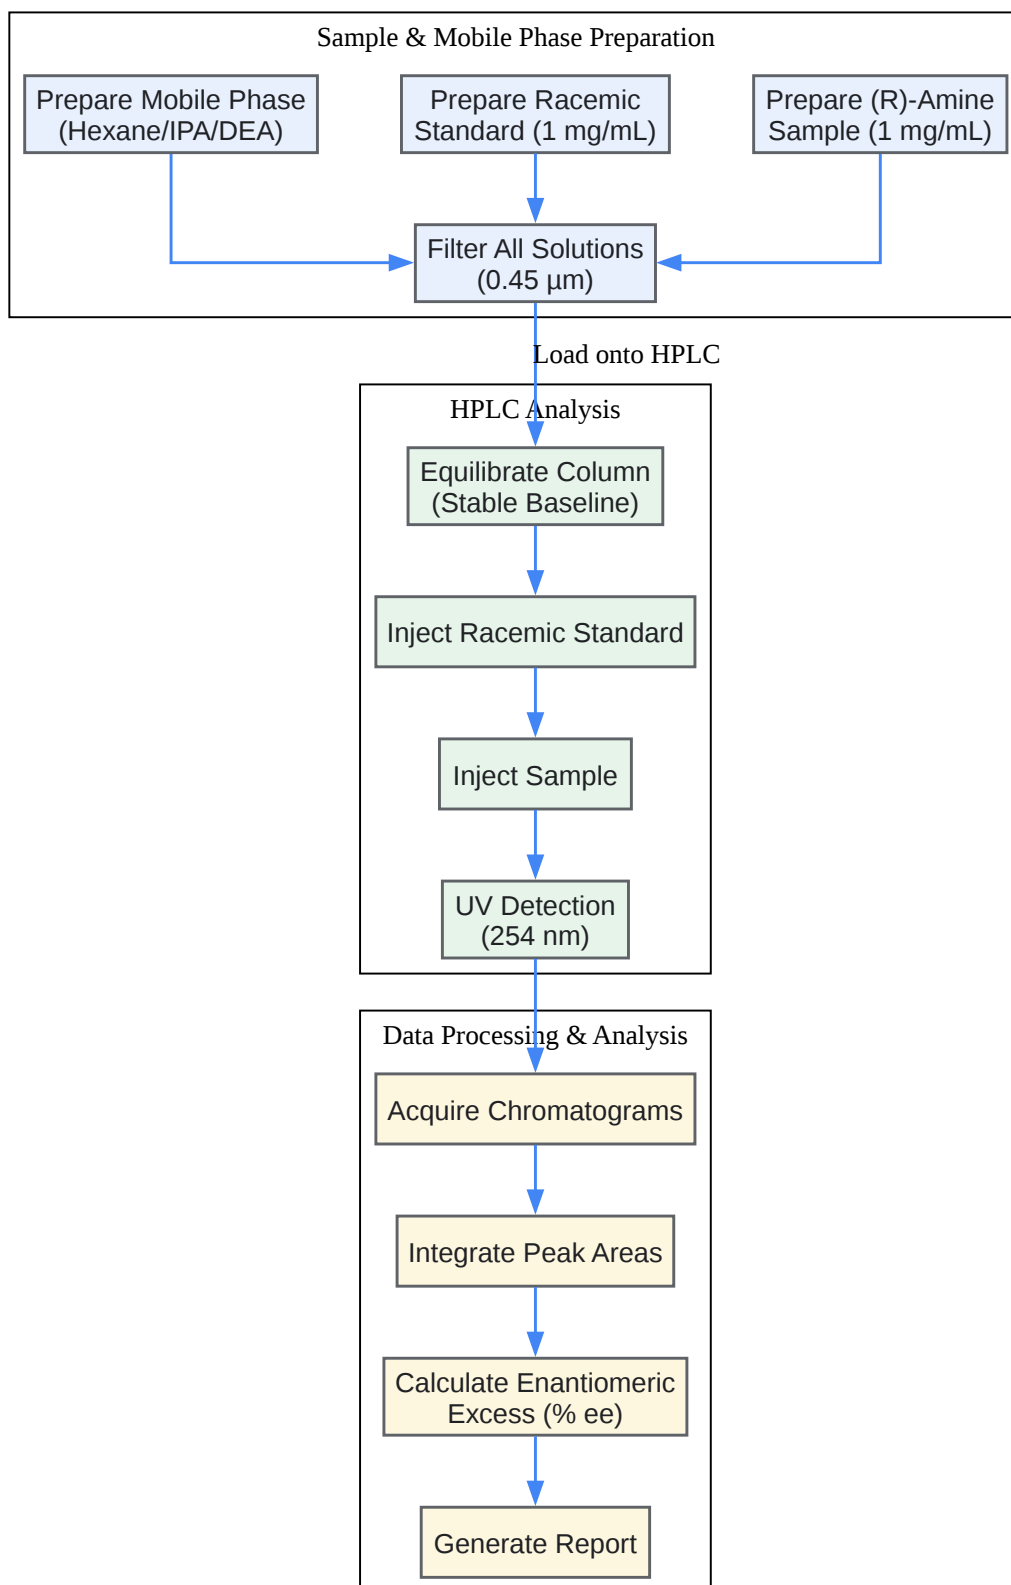 Sample & Mobile Phase Preparation
Prepare Mobile Phase
(Hexane/IPA/DEA)
Prepare Racemic
Standard (1 mg/mL)
Prepare (R)-Amine
Sample (1 mg/mL)
Filter All Solutions
(0.45 µm)
Load onto HPLC
HPLC Analysis
Equilibrate Column
(Stable Baseline)
Inject Racemic Standard
Inject Sample
UV Detection
(254 nm)
Data Processing & Analysis
Acquire Chromatograms
Integrate Peak Areas
Calculate Enantiomeric
Excess (% ee)
Generate Report